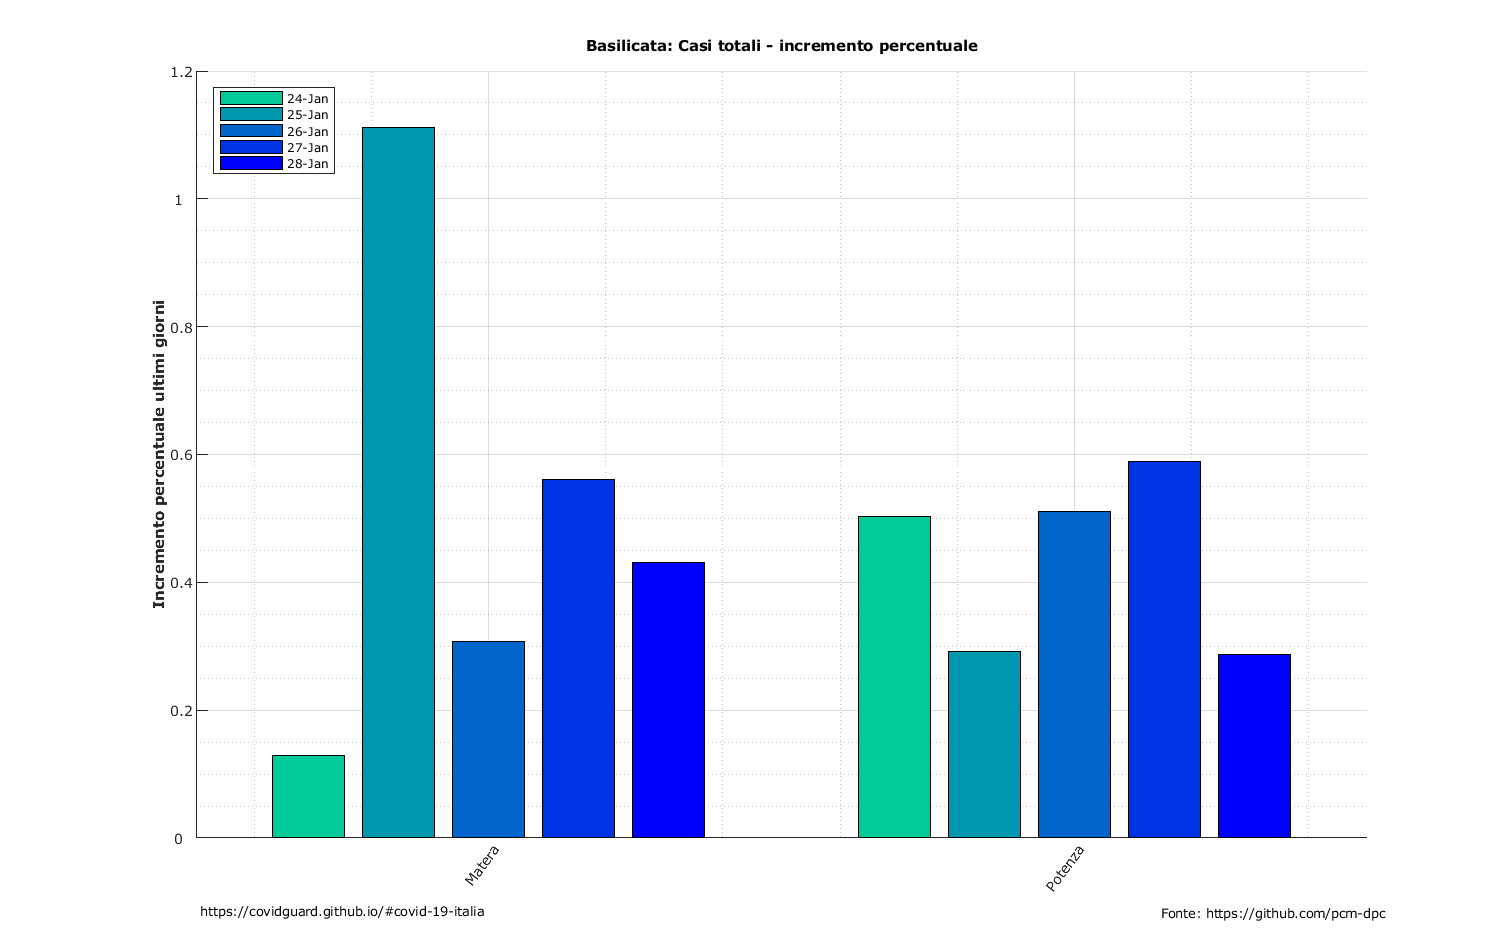 Basilicata: Casi totali - incremento percentuale
24-Jan
25-Jan
26-Jan
27-Jan
28-Jan
Incremento percentuale ultimi giorni
1.2
1
0.8
0.6
0.4
0.2
0
Matera
Potenza
https://covidguard.github.io/#covid-19-italia
Fonte: https://github.com/pcm-dpc